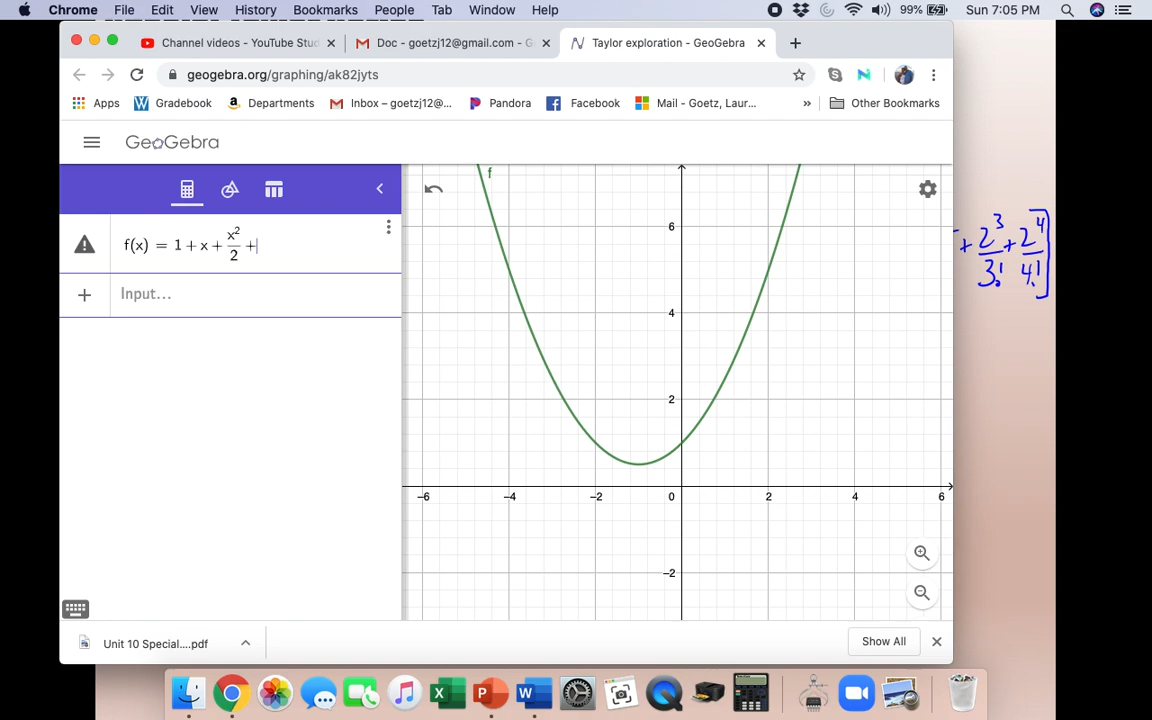 Chrome File Edit View History Bookmarks People Tab Window Help 99% Sun 7:05 PM
Channel videos - YouTube Stud × Doc - goetzj12@gmail.com - G × Taylor exploration - GeoGebra × +
geogebra.org/graphing/ak82jyts
Apps Gradebook Departments Inbox – goetzj12@... Pandora Facebook Mail - Goetz, Laur... » Other Bookmarks
GeoGebra
f(x) = 1 + x + x²/2 +
+ Input...
f
6
4
2
-6 -4 -2 0 2 4 6
-2
+ 2³/3! + 2⁴/4! ]
Unit 10 Special....pdf Show All ×